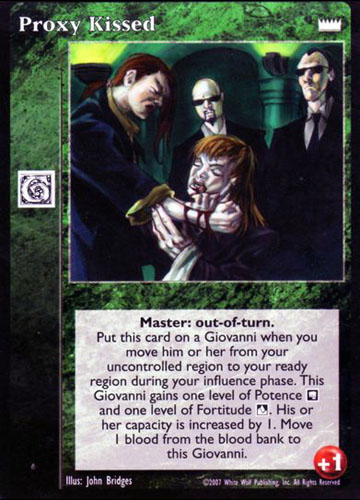 Proxy Kissed
Master: out-of-turn.
Put this card on a Giovanni when you
move him or her from your
uncontrolled region to your ready
region during your influence phase. This
Giovanni gains one level of Potence
and one level of Fortitude . His or
her capacity is increased by 1. Move
1 blood from the blood bank to
this Giovanni.
+1
Illus: John Bridges
©2007 White Wolf Publishing, Inc. All Rights Reserved